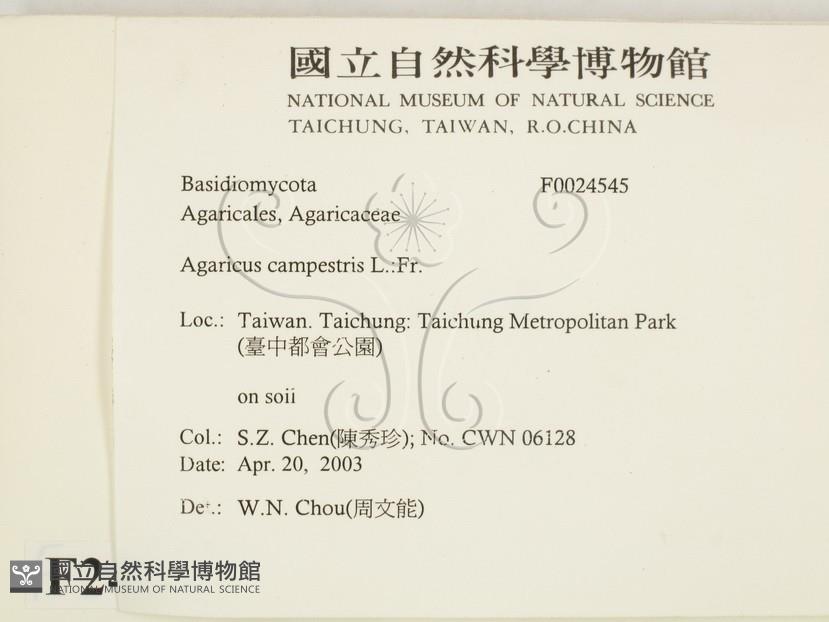 國立自然科學博物館
NATIONAL MUSEUM OF NATURAL SCIENCE
TAICHUNG, TAIWAN, R.O.CHINA
Basidiomycota F0024545
Agaricales, Agaricaceae
Agaricus campestris L.:Fr.
Loc.: Taiwan. Taichung: Taichung Metropolitan Park
(臺中都會公園)
on soii
Col.: S.Z. Chen(陳秀珍); No. CWN 06128
Date: Apr. 20, 2003
Det.: W.N. Chou(周文能)
國立自然科學博物館
NATIONAL MUSEUM OF NATURAL SCIENCE